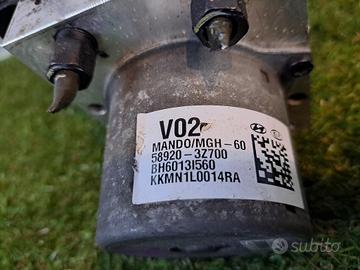 V02
MANDO/MGH-60
58920-3Z700
BH6013I560
KKMN1L0014RA
subito